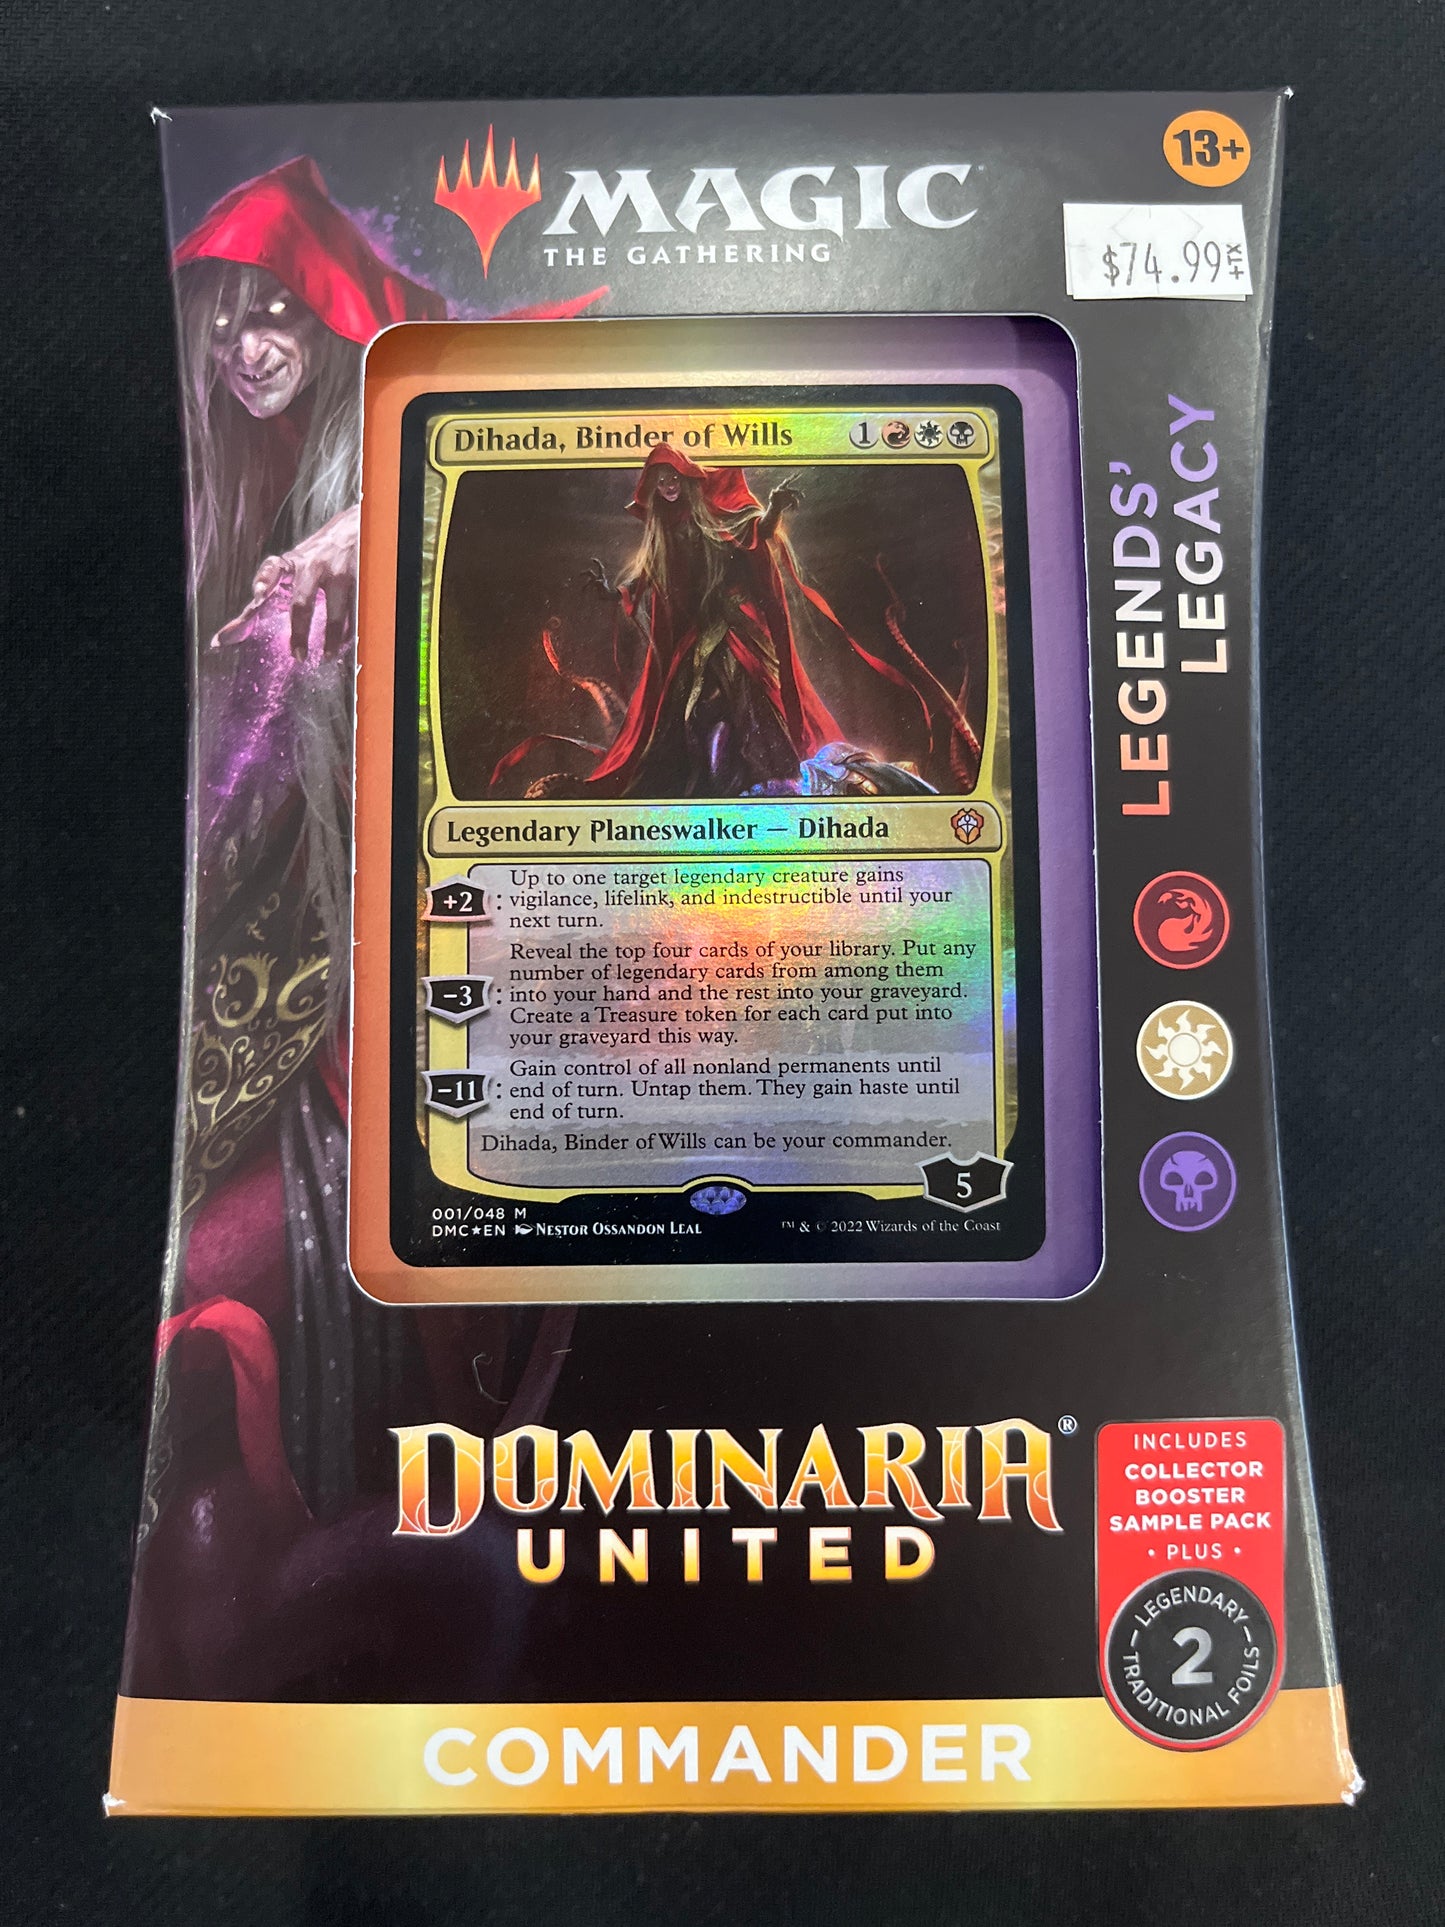 MAGIC
THE GATHERING
13+
$74.99+TX
Dihada, Binder of Wills 1
Legendary Planeswalker — Dihada
+2: Up to one target legendary creature gains
vigilance, lifelink, and indestructible until your
next turn.
-3: Reveal the top four cards of your library. Put any
number of legendary cards from among them
into your hand and the rest into your graveyard.
Create a Treasure token for each card put into
your graveyard this way.
-11: Gain control of all nonland permanents until
end of turn. Untap them. They gain haste until
end of turn.
Dihada, Binder of Wills can be your commander.
5
001/048 M
DMC★EN NESTOR OSSANDON LEAL
™ & © 2022 Wizards of the Coast
LEGENDS'
LEGACY
DOMINARIA®
UNITED
INCLUDES
COLLECTOR
BOOSTER
SAMPLE PACK
• PLUS •
LEGENDARY
2
TRADITIONAL FOILS
COMMANDER